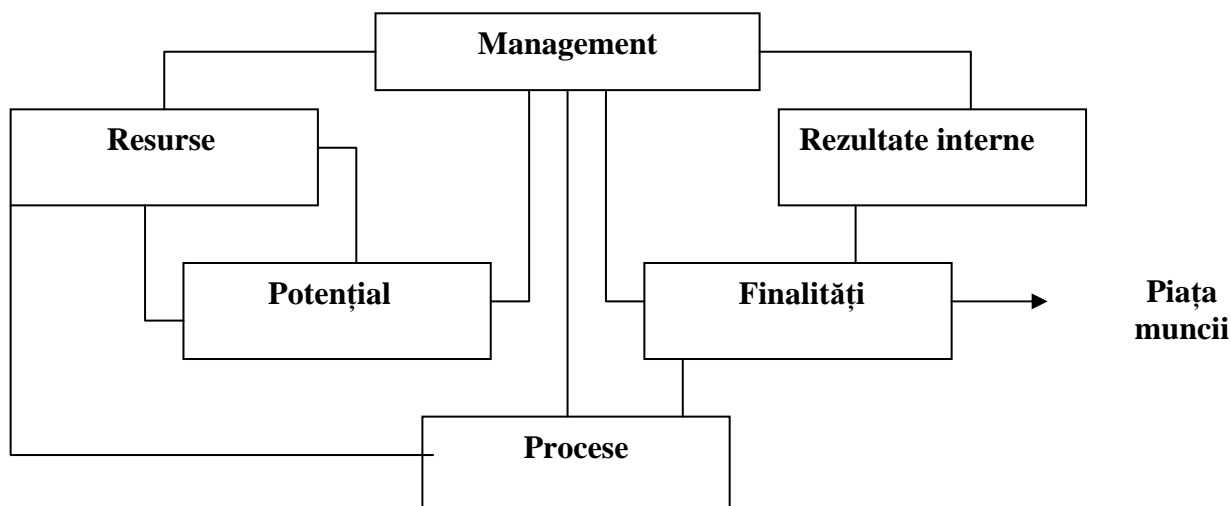 Management
Resurse
Rezultate interne
Potențial
Finalități
Piața
muncii
Procese